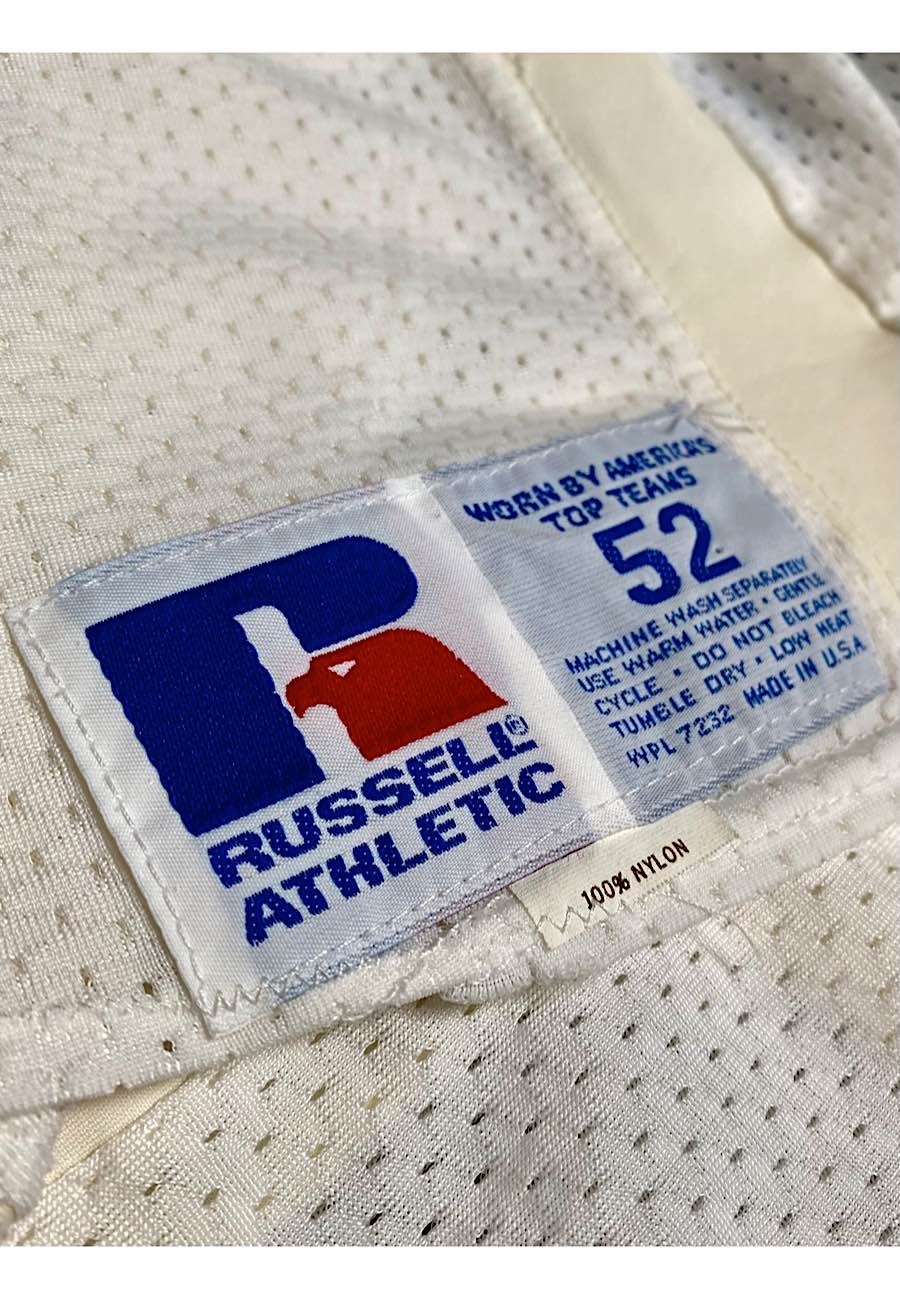 RUSSELL®
ATHLETIC
WORN BY AMERICA'S
TOP TEAMS
52
MACHINE WASH SEPARATELY
USE WARM WATER • GENTLE
CYCLE • DO NOT BLEACH
TUMBLE DRY • LOW HEAT
WPL 7232 MADE IN U.S.A.
100% NYLON